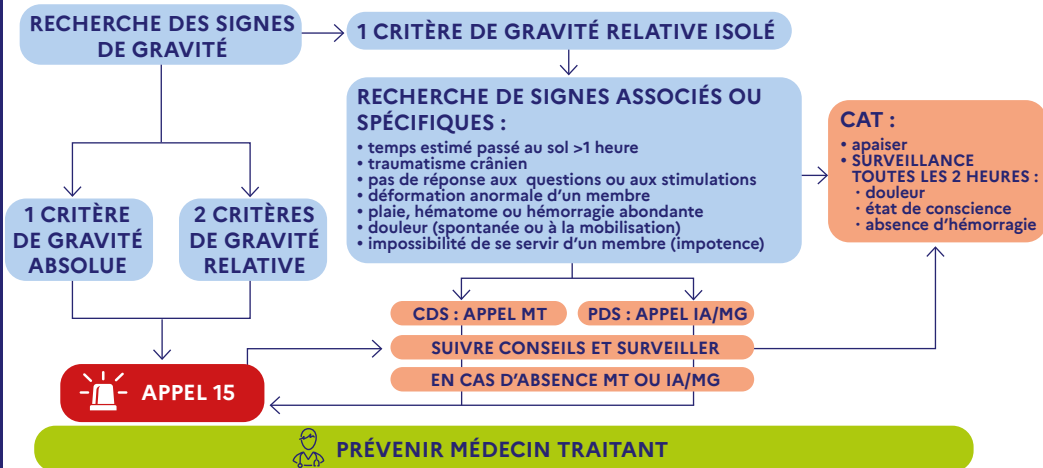 RECHERCHE DES SIGNES
DE GRAVITÉ
1 CRITÈRE DE GRAVITÉ RELATIVE ISOLÉ
RECHERCHE DE SIGNES ASSOCIÉS OU
SPÉCIFIQUES :
• temps estimé passé au sol >1 heure
• traumatisme crânien
• pas de réponse aux questions ou aux stimulations
• déformation anormale d'un membre
• plaie, hématome ou hémorragie abondante
• douleur (spontanée ou à la mobilisation)
• impossibilité de se servir d'un membre (impotence)
CAT :
• apaiser
• SURVEILLANCE
TOUTES LES 2 HEURES :
· douleur
· état de conscience
· absence d'hémorragie
1 CRITÈRE
DE GRAVITÉ
ABSOLUE
2 CRITÈRES
DE GRAVITÉ
RELATIVE
CDS : APPEL MT
PDS : APPEL IA/MG
SUIVRE CONSEILS ET SURVEILLER
EN CAS D'ABSENCE MT OU IA/MG
APPEL 15
PRÉVENIR MÉDECIN TRAITANT